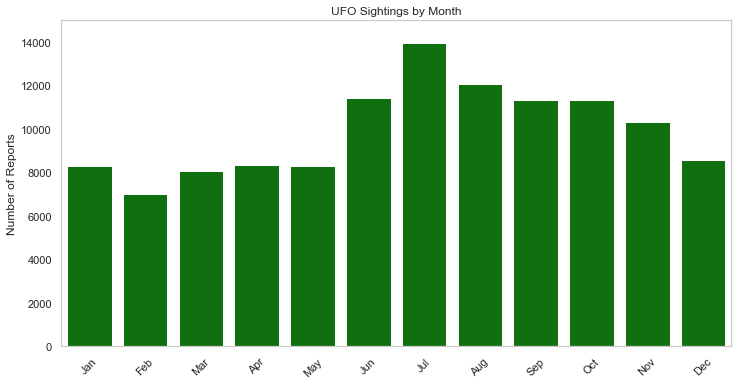 UFO Sightings by Month
Number of Reports
14000
12000
10000
8000
6000
4000
2000
0
Jan Feb Mar Apr May Jun Jul Aug Sep Oct Nov Dec